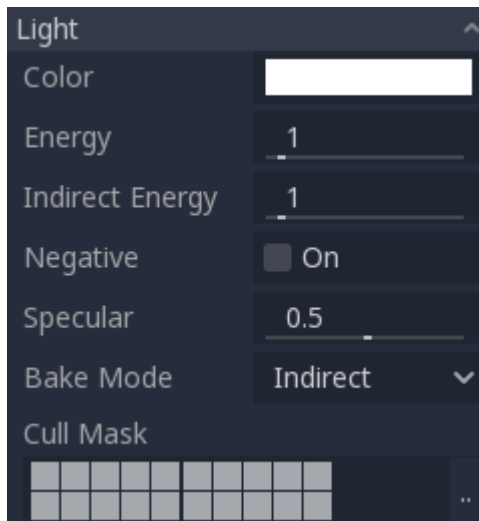 Light
Color
Energy 1
Indirect Energy 1
Negative On
Specular 0.5
Bake Mode Indirect
Cull Mask
..